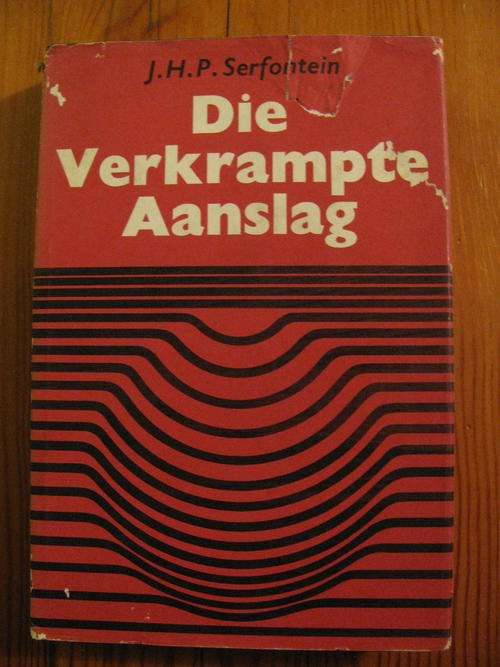 J.H.P. Serfontein
Die
Verkrampte
Aanslag